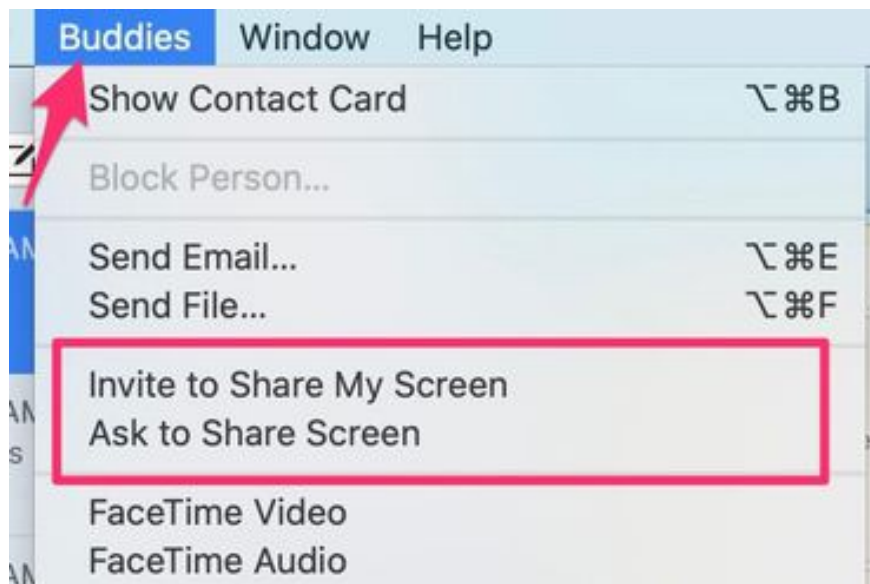 Buddies Window Help
Show Contact Card ⌥⌘B
Block Person...
Send Email... ⌥⌘E
Send File... ⌥⌘F
Invite to Share My Screen
Ask to Share Screen
FaceTime Video
FaceTime Audio